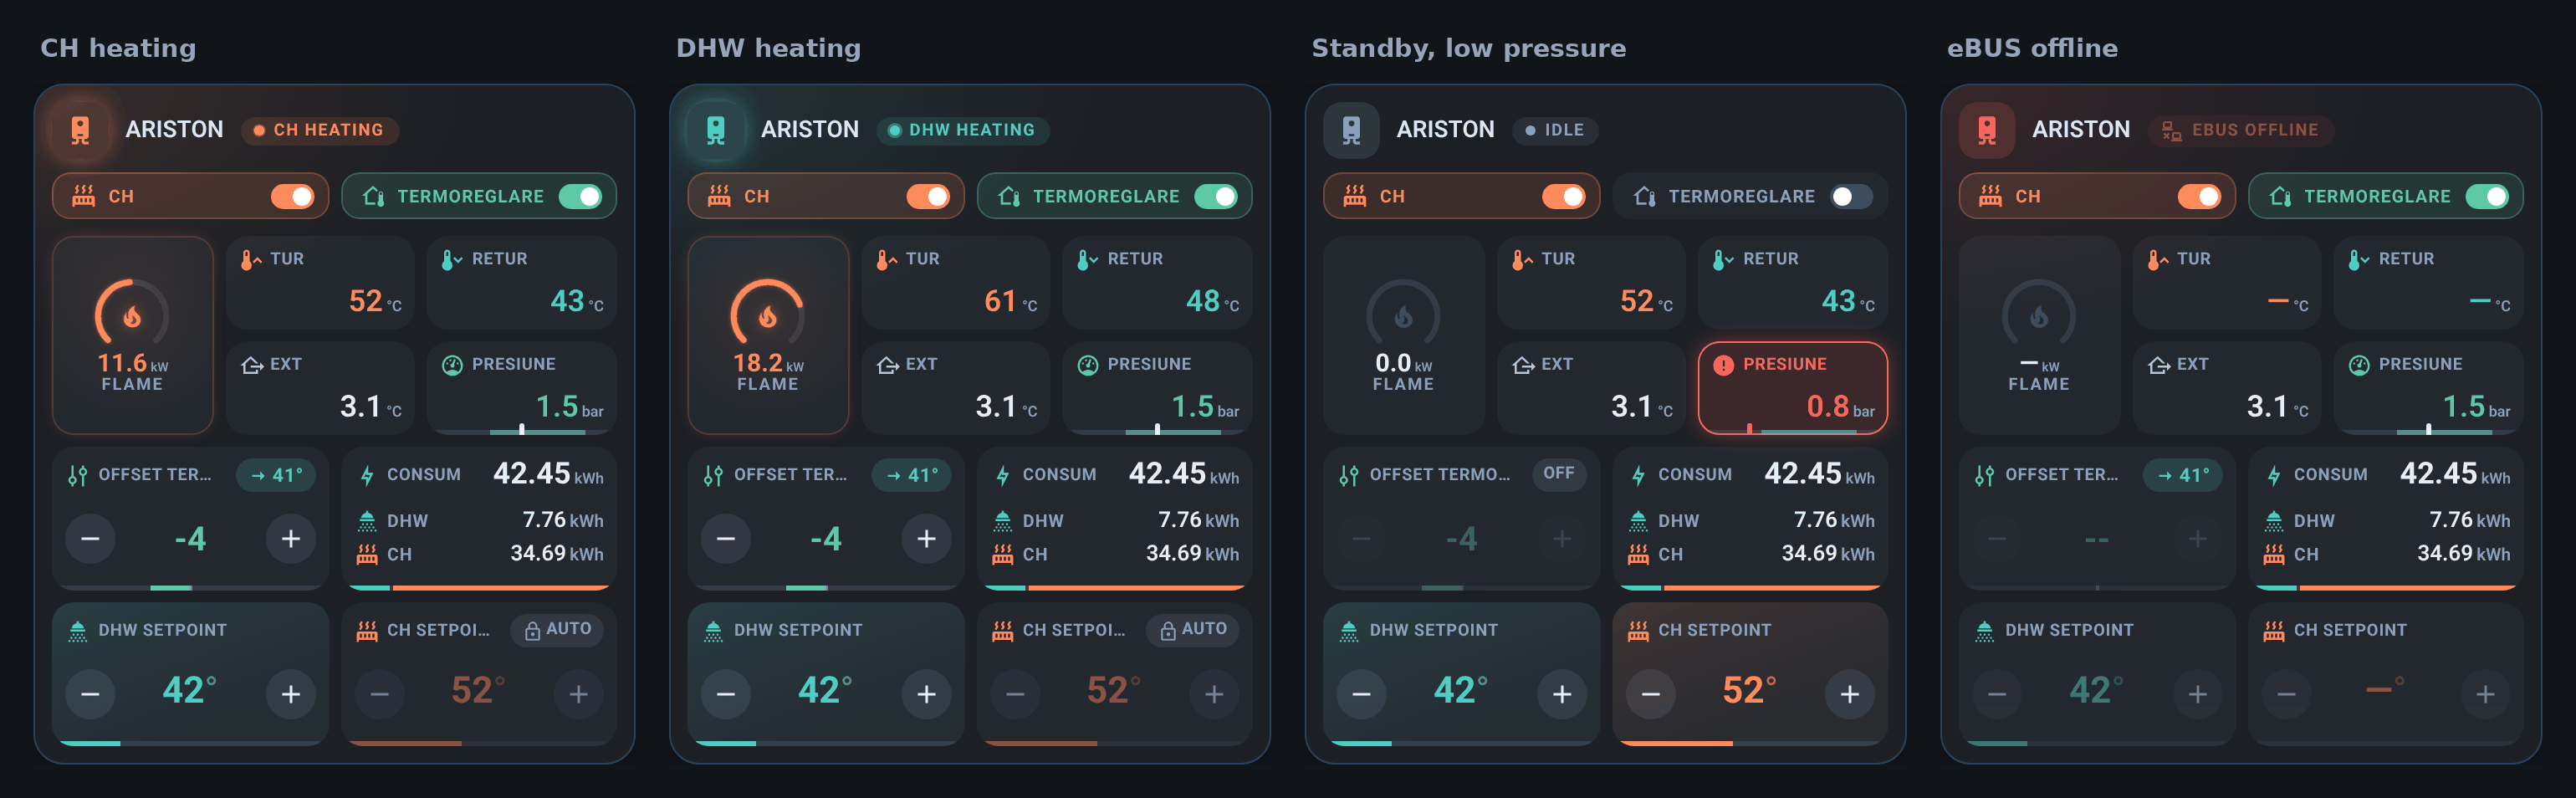 CH heating
ARISTON
CH HEATING
CH
TERMOREGLARE
TUR
52 °C
RETUR
43 °C
11.6 kW
FLAME
EXT
3.1 °C
PRESIUNE
1.5 bar
OFFSET TER...
→ 41°
− -4 +
CONSUM 42.45 kWh
DHW 7.76 kWh
CH 34.69 kWh
DHW SETPOINT
− 42° +
CH SETPOI...
AUTO
− 52° +
DHW heating
ARISTON
DHW HEATING
CH
TERMOREGLARE
TUR
61 °C
RETUR
48 °C
18.2 kW
FLAME
EXT
3.1 °C
PRESIUNE
1.5 bar
OFFSET TER...
→ 41°
− -4 +
CONSUM 42.45 kWh
DHW 7.76 kWh
CH 34.69 kWh
DHW SETPOINT
− 42° +
CH SETPOI...
AUTO
− 52° +
Standby, low pressure
ARISTON
IDLE
CH
TERMOREGLARE
TUR
52 °C
RETUR
43 °C
0.0 kW
FLAME
EXT
3.1 °C
PRESIUNE
0.8 bar
OFFSET TERMO...
OFF
− -4 +
CONSUM 42.45 kWh
DHW 7.76 kWh
CH 34.69 kWh
DHW SETPOINT
− 42° +
CH SETPOINT
− 52° +
eBUS offline
ARISTON
EBUS OFFLINE
CH
TERMOREGLARE
TUR
— °C
RETUR
— °C
— kW
FLAME
EXT
3.1 °C
PRESIUNE
1.5 bar
OFFSET TER...
→ 41°
− -- +
CONSUM 42.45 kWh
DHW 7.76 kWh
CH 34.69 kWh
DHW SETPOINT
− 42° +
CH SETPOINT
− —° +